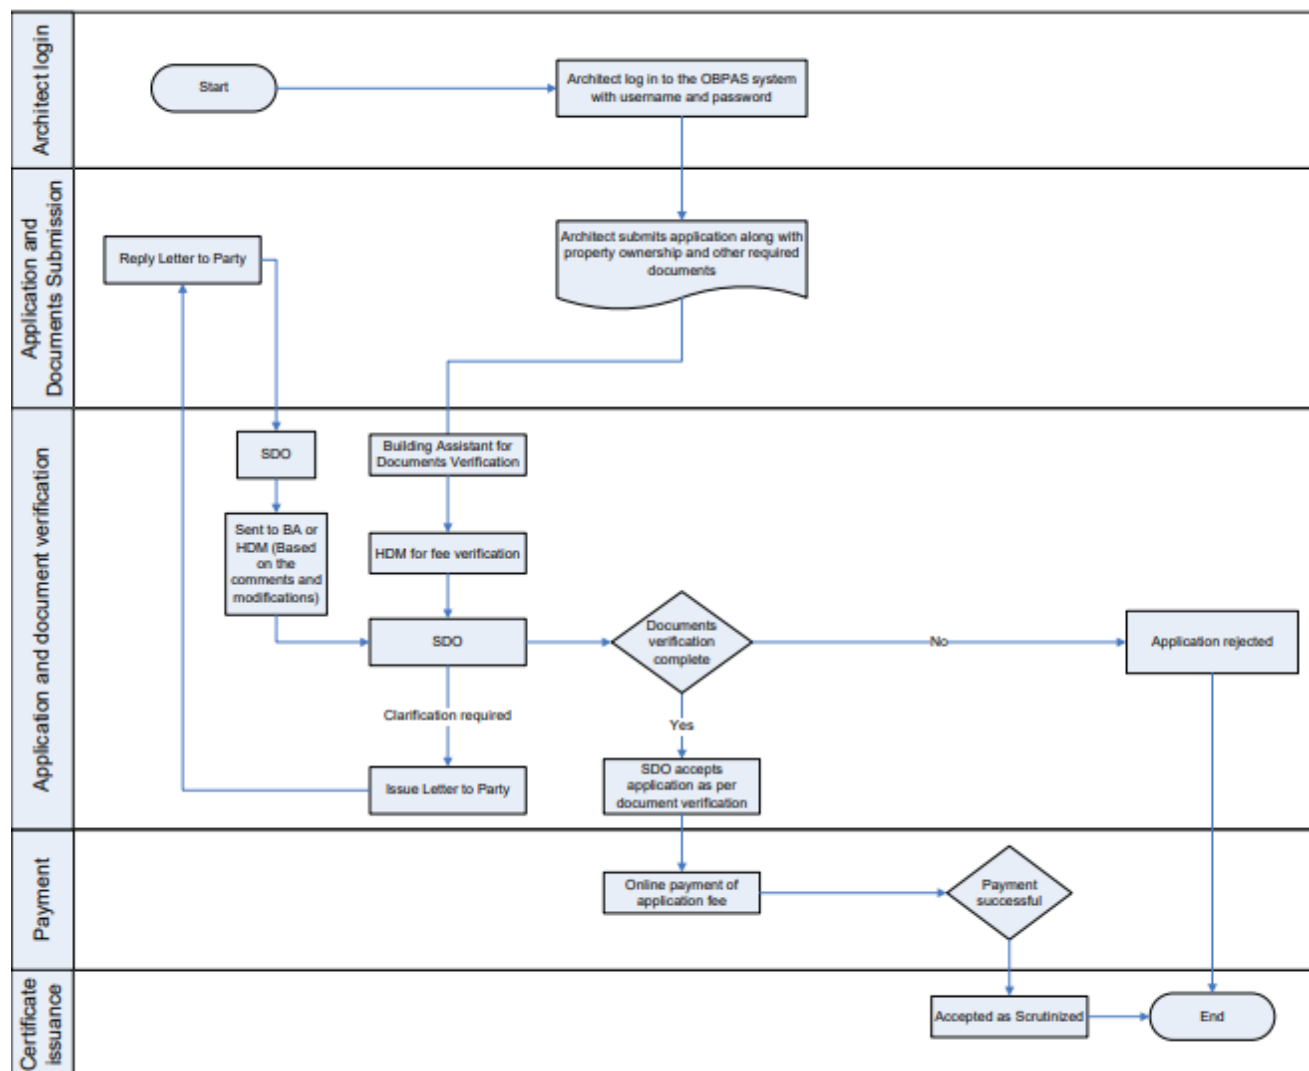 Architect login
Start
Architect log in to the OBPAS system
with username and password
Application and
Documents Submission
Reply Letter to Party
Architect submits application along with
property ownership and other required
documents
Application and document verification
SDO
Building Assistant for
Documents Verification
Sent to BA or
HDM (Based
on the
comments and
modifications)
HDM for fee verification
SDO
Documents
verification
complete
No
Application rejected
Clarification required
Yes
Issue Letter to Party
SDO accepts
application as per
document verification
Payment
Online payment of
application fee
Payment
successful
Certificate
issuance
Accepted as Scrutinized
End